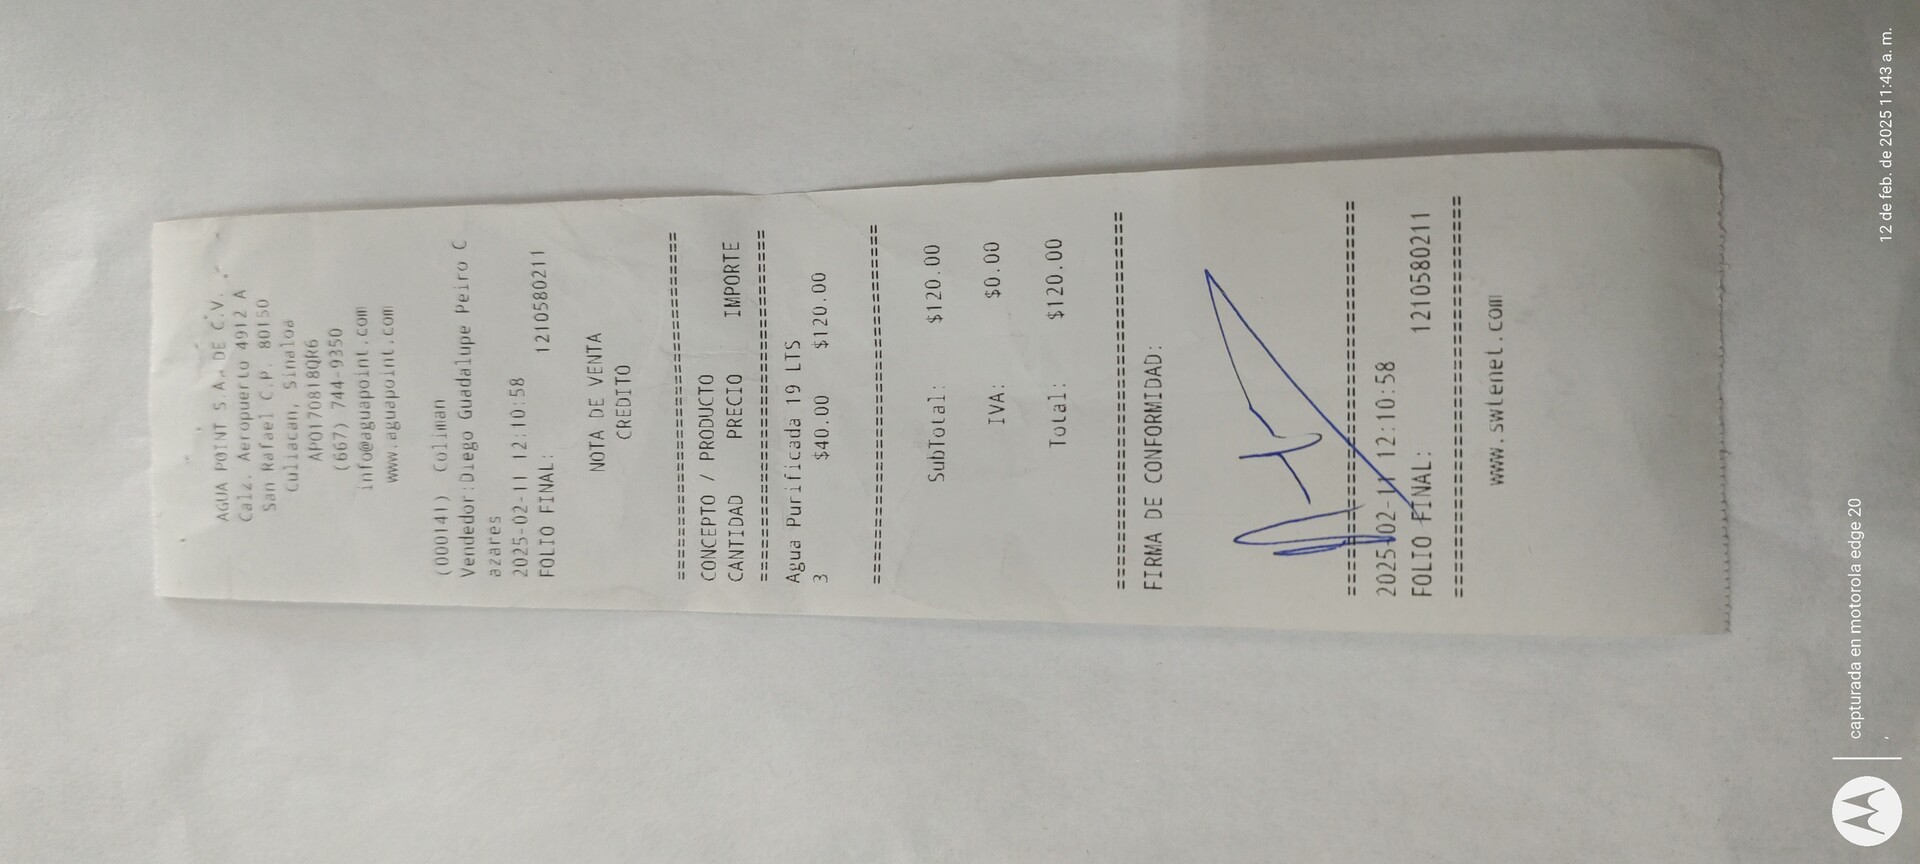 AGUA POINT S.A. DE C.V.
Calz. Aeropuerto 4912 A
San Rafael C.P. 80150
Culiacan, Sinaloa
APO170818QR6
(667) 744-9350
info@aguapoint.com
www.aguapoint.com
(000141) Coliman
Vendedor:Diego Guadalupe Peiro C
azares
2025-02-11 12:10:58
FOLIO FINAL: 1210580211
NOTA DE VENTA
CREDITO
================================
CONCEPTO / PRODUCTO
CANTIDAD PRECIO IMPORTE
================================
Agua Purificada 19 LTS
3 $40.00 $120.00
================================
SubTotal: $120.00
IVA: $0.00
Total: $120.00
================================
FIRMA DE CONFORMIDAD:
================================
2025-02-11 12:10:58
FOLIO FINAL: 1210580211
================================
www.swlenet.com
capturada en motorola edge 20
12 de feb. de 2025 11:43 a. m.